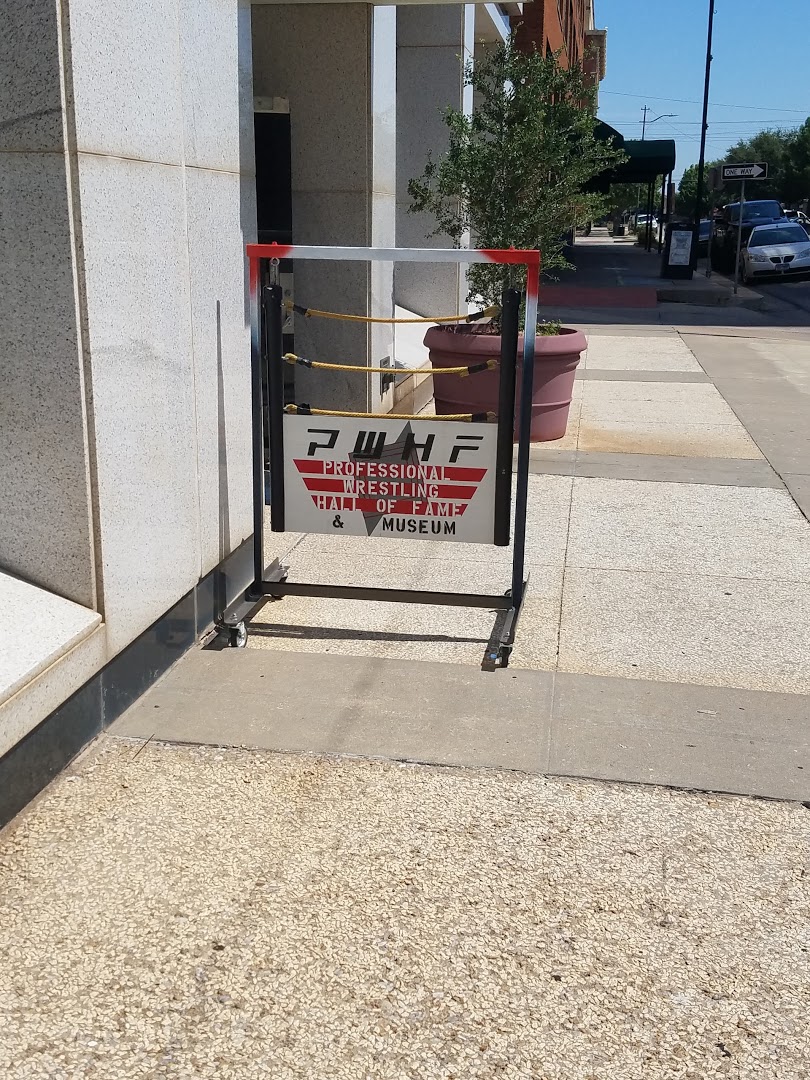 ONE WAY
PWHF
PROFESSIONAL
WRESTLING
HALL OF FAME
& MUSEUM